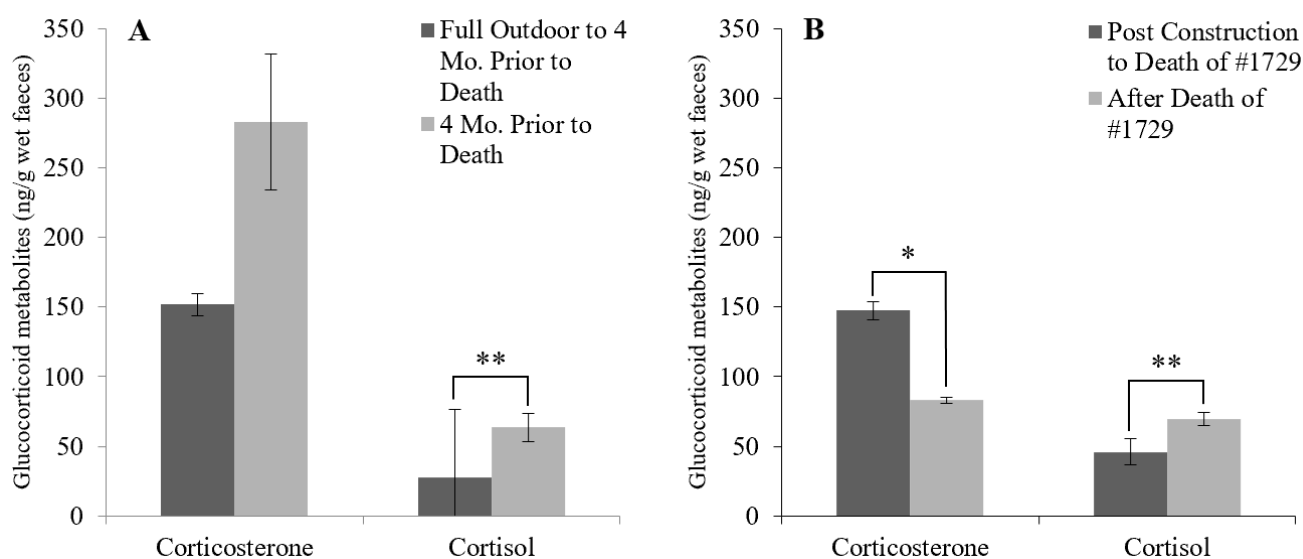 A
Glucocorticoid metabolites (ng/g wet faeces)
350
300
250
200
150
100
50
0
Full Outdoor to 4
Mo. Prior to
Death
4 Mo. Prior to
Death
**
Corticosterone
Cortisol
B
Glucocorticoid metabolites (ng/g wet faeces)
350
300
250
200
150
100
50
0
Post Construction
to Death of #1729
After Death of
#1729
*
**
Corticosterone
Cortisol